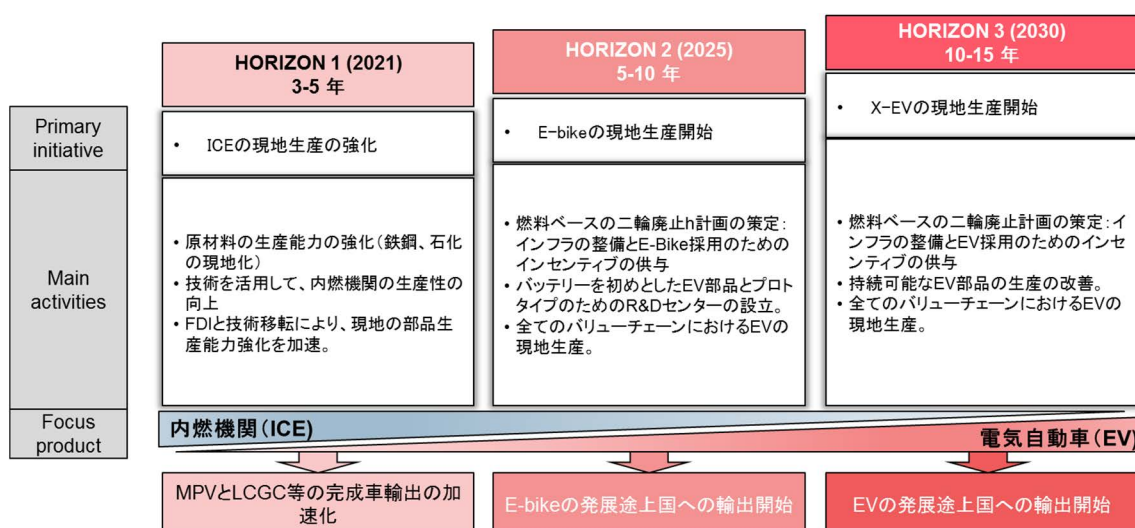 HORIZON 1 (2021)
3-5 年
HORIZON 2 (2025)
5-10 年
HORIZON 3 (2030)
10-15 年
Primary
initiative
• ICEの現地生産の強化
• E-bikeの現地生産開始
• X-EVの現地生産開始
Main
activities
• 原材料の生産能力の強化(鉄鋼、石化
の現地化)
• 技術を活用して、内燃機関の生産性の
向上
• FDIと技術移転により、現地の部品生
産能力強化を加速。
• 燃料ベースの二輪廃止h計画の策定:
インフラの整備とE-Bike採用のための
インセンティブの供与
• バッテリーを初めとしたEV部品とプロト
タイプのためのR&Dセンターの設立。
• 全てのバリューチェーンにおけるEVの
現地生産。
• 燃料ベースの二輪廃止計画の策定:イ
ンフラの整備とEV採用のためのインセ
ンティブの供与
• 持続可能なEV部品の生産の改善。
• 全てのバリューチェーンにおけるEVの
現地生産。
Focus
product
内燃機関(ICE)
電気自動車(EV)
MPVとLCGC等の完成車輸出の加
速化
E-bikeの発展途上国への輸出開始
EVの発展途上国への輸出開始